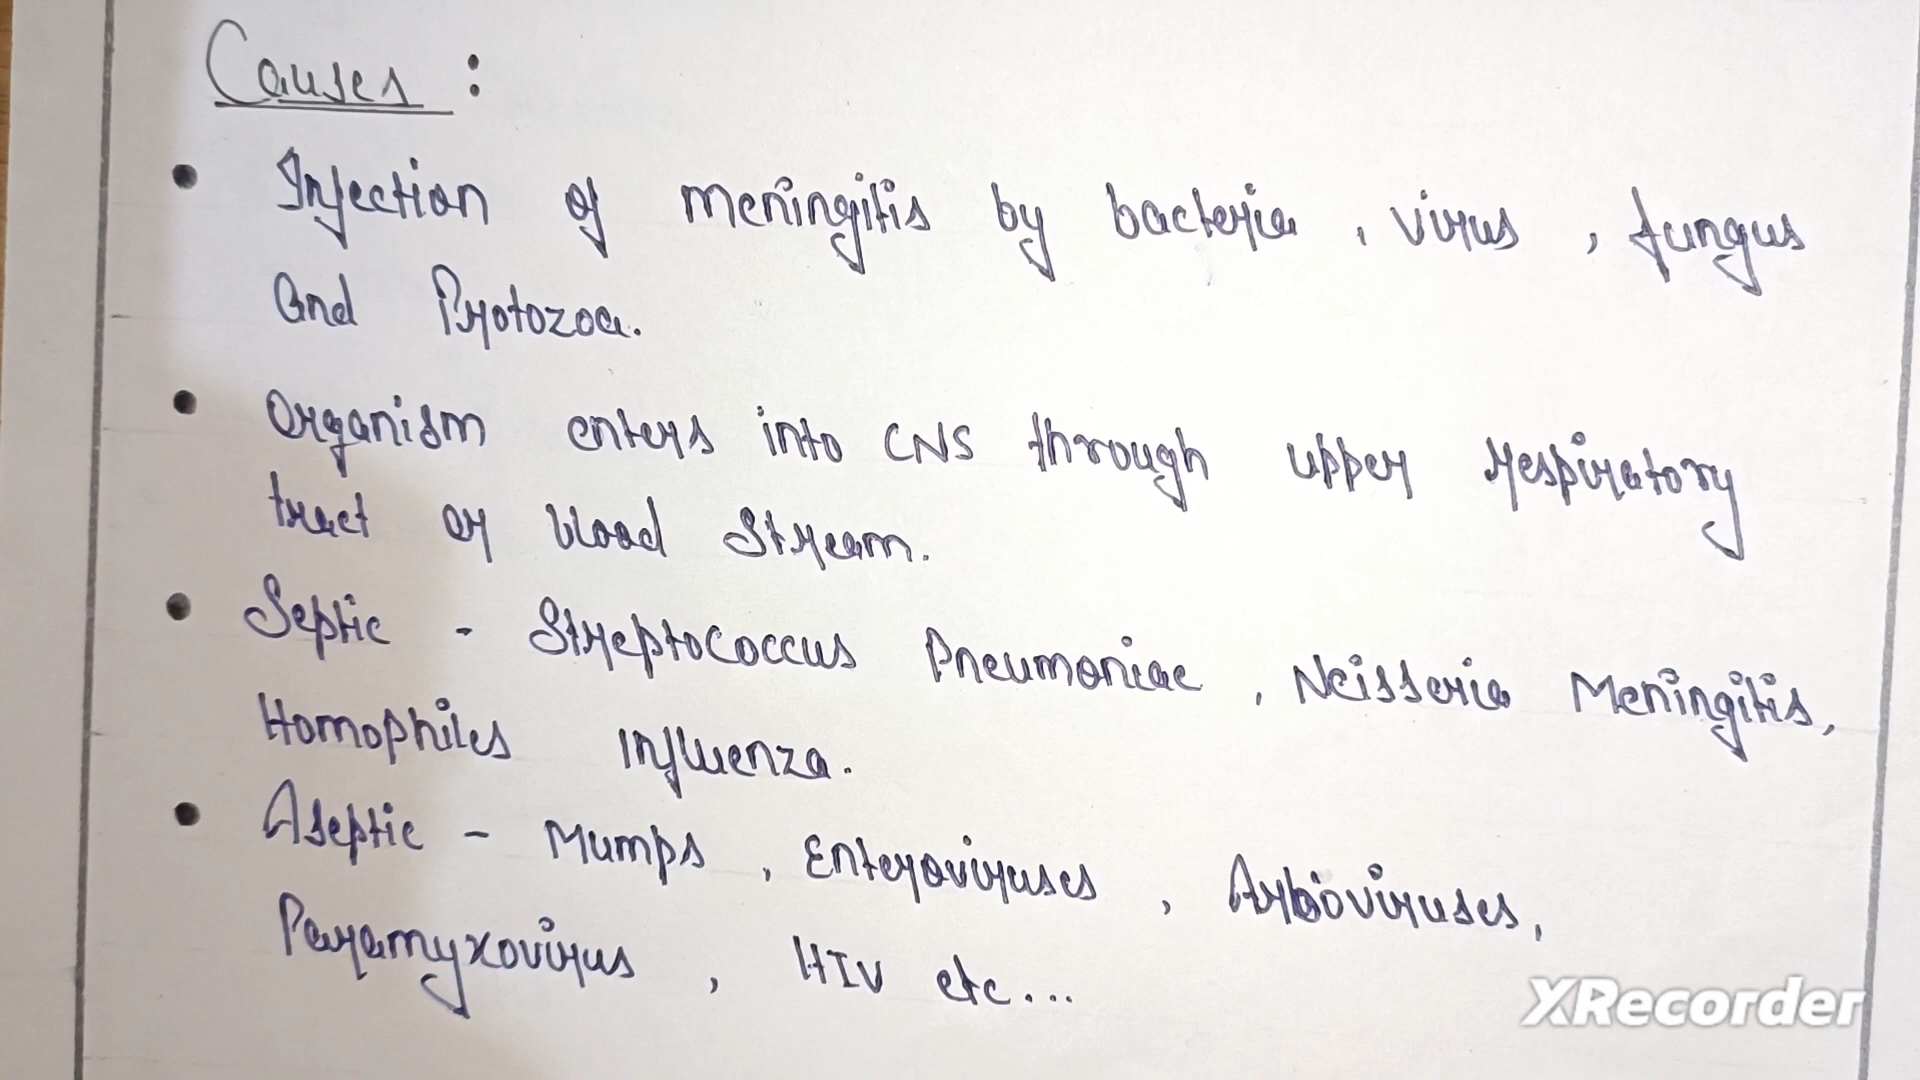 Causes :
• Injection of meningitis by bacteria, virus, fungus
and Protozoa.
• Organism enters into CNS through upper respiratory
tract or blood stream.
• Septic - Streptococcus Pneumoniae, Neisseria Meningitis,
Homophiles influenza.
• Aseptic - Mumps, Enteroviruses, Arboviruses,
Paramyxovirus, HIV etc...
XRecorder